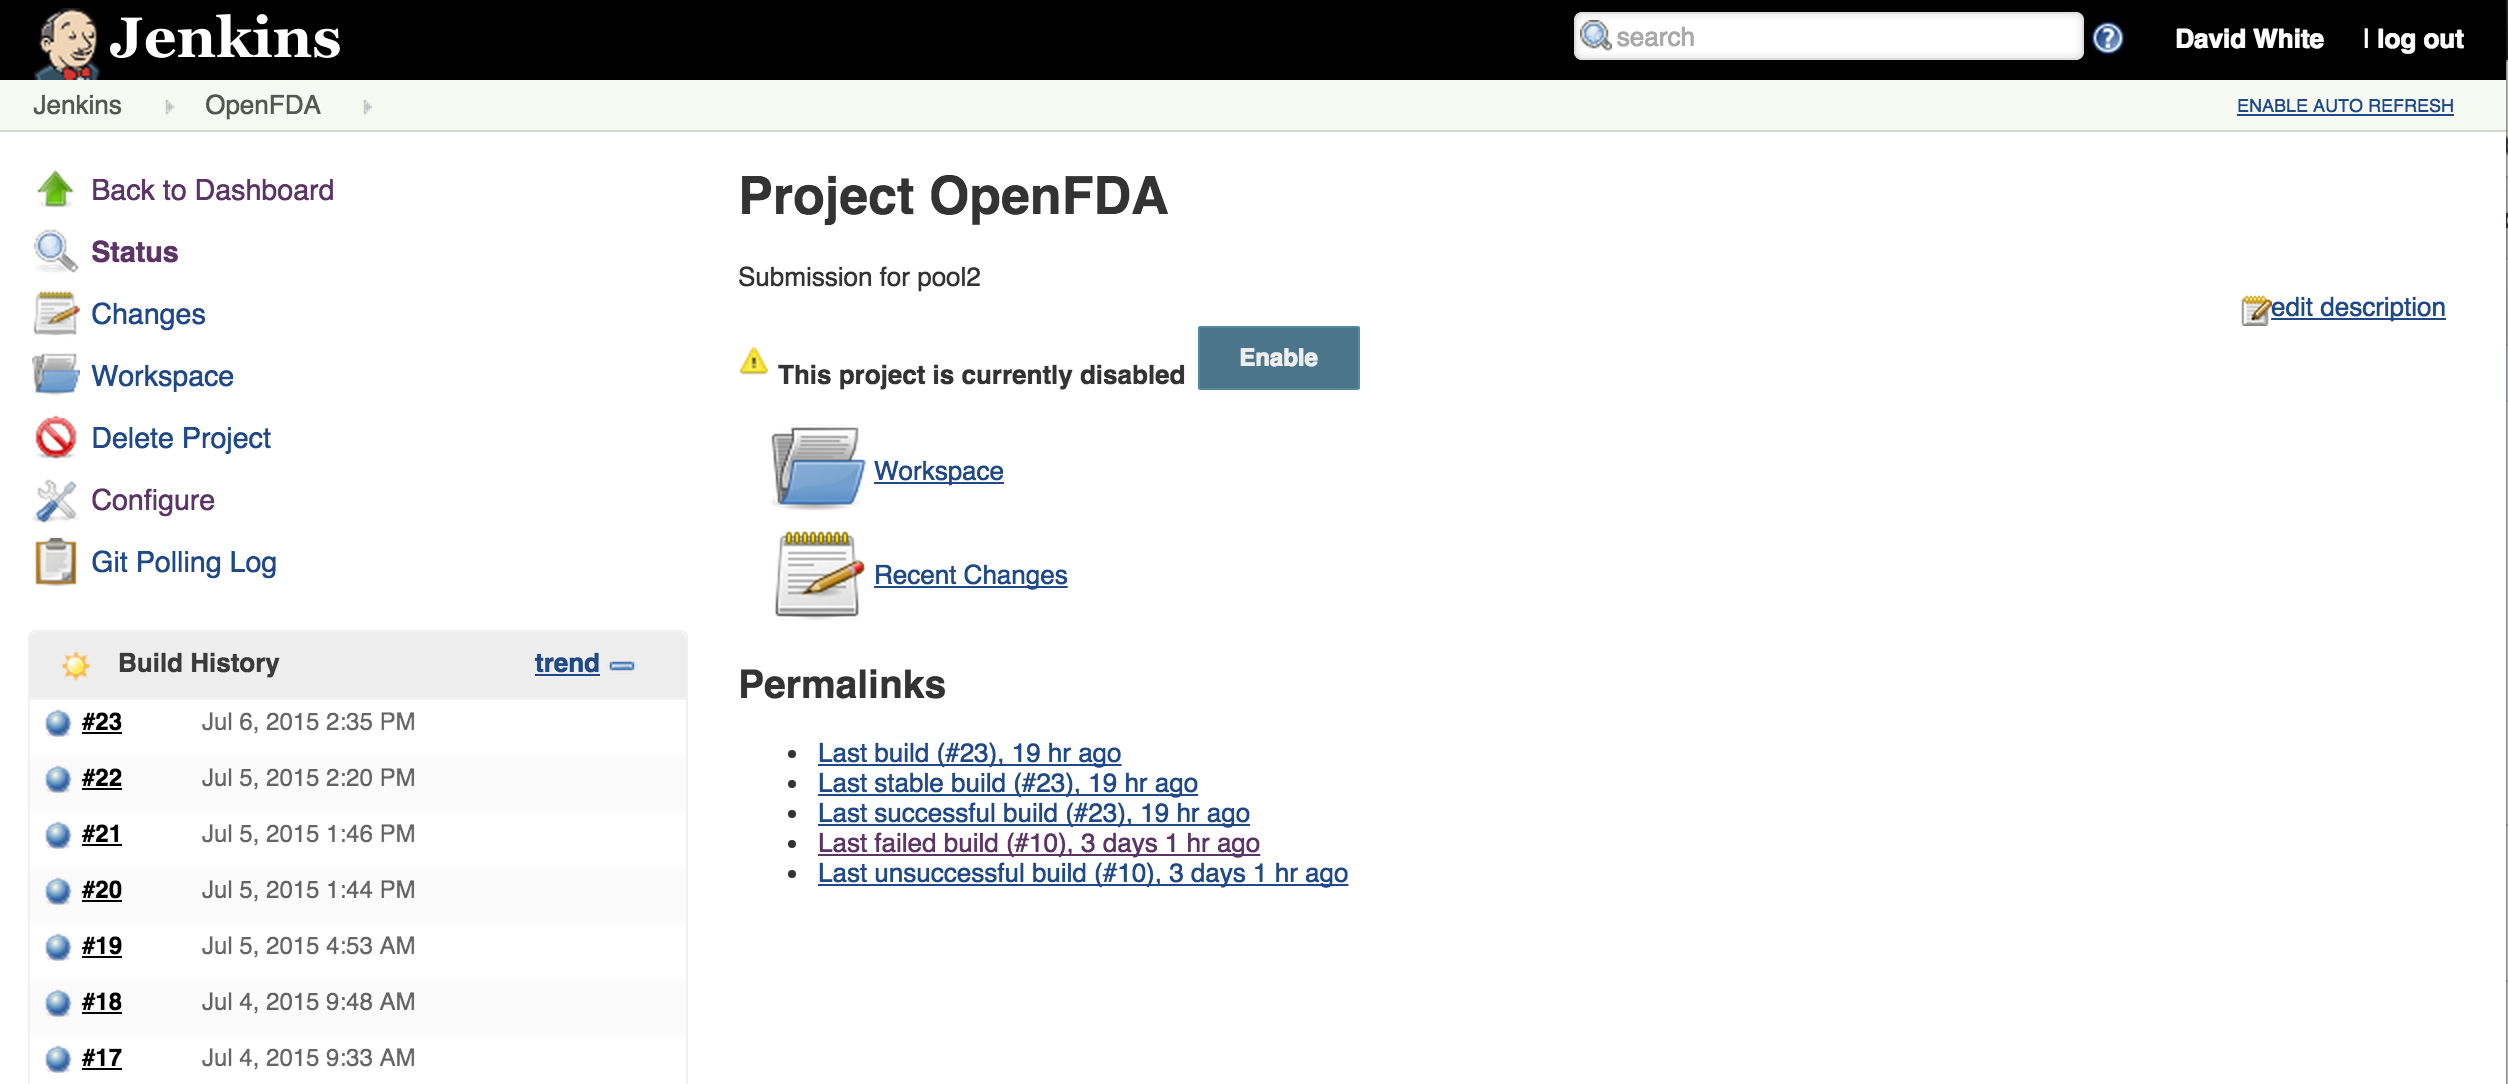 Jenkins
search
David White | log out
Jenkins OpenFDA
ENABLE AUTO REFRESH
Back to Dashboard
Status
Changes
Workspace
Delete Project
Configure
Git Polling Log
Build History trend
#23 Jul 6, 2015 2:35 PM
#22 Jul 5, 2015 2:20 PM
#21 Jul 5, 2015 1:46 PM
#20 Jul 5, 2015 1:44 PM
#19 Jul 5, 2015 4:53 AM
#18 Jul 4, 2015 9:48 AM
#17 Jul 4, 2015 9:33 AM
Project OpenFDA
Submission for pool2
edit description
This project is currently disabled Enable
Workspace
Recent Changes
Permalinks
Last build (#23), 19 hr ago
Last stable build (#23), 19 hr ago
Last successful build (#23), 19 hr ago
Last failed build (#10), 3 days 1 hr ago
Last unsuccessful build (#10), 3 days 1 hr ago